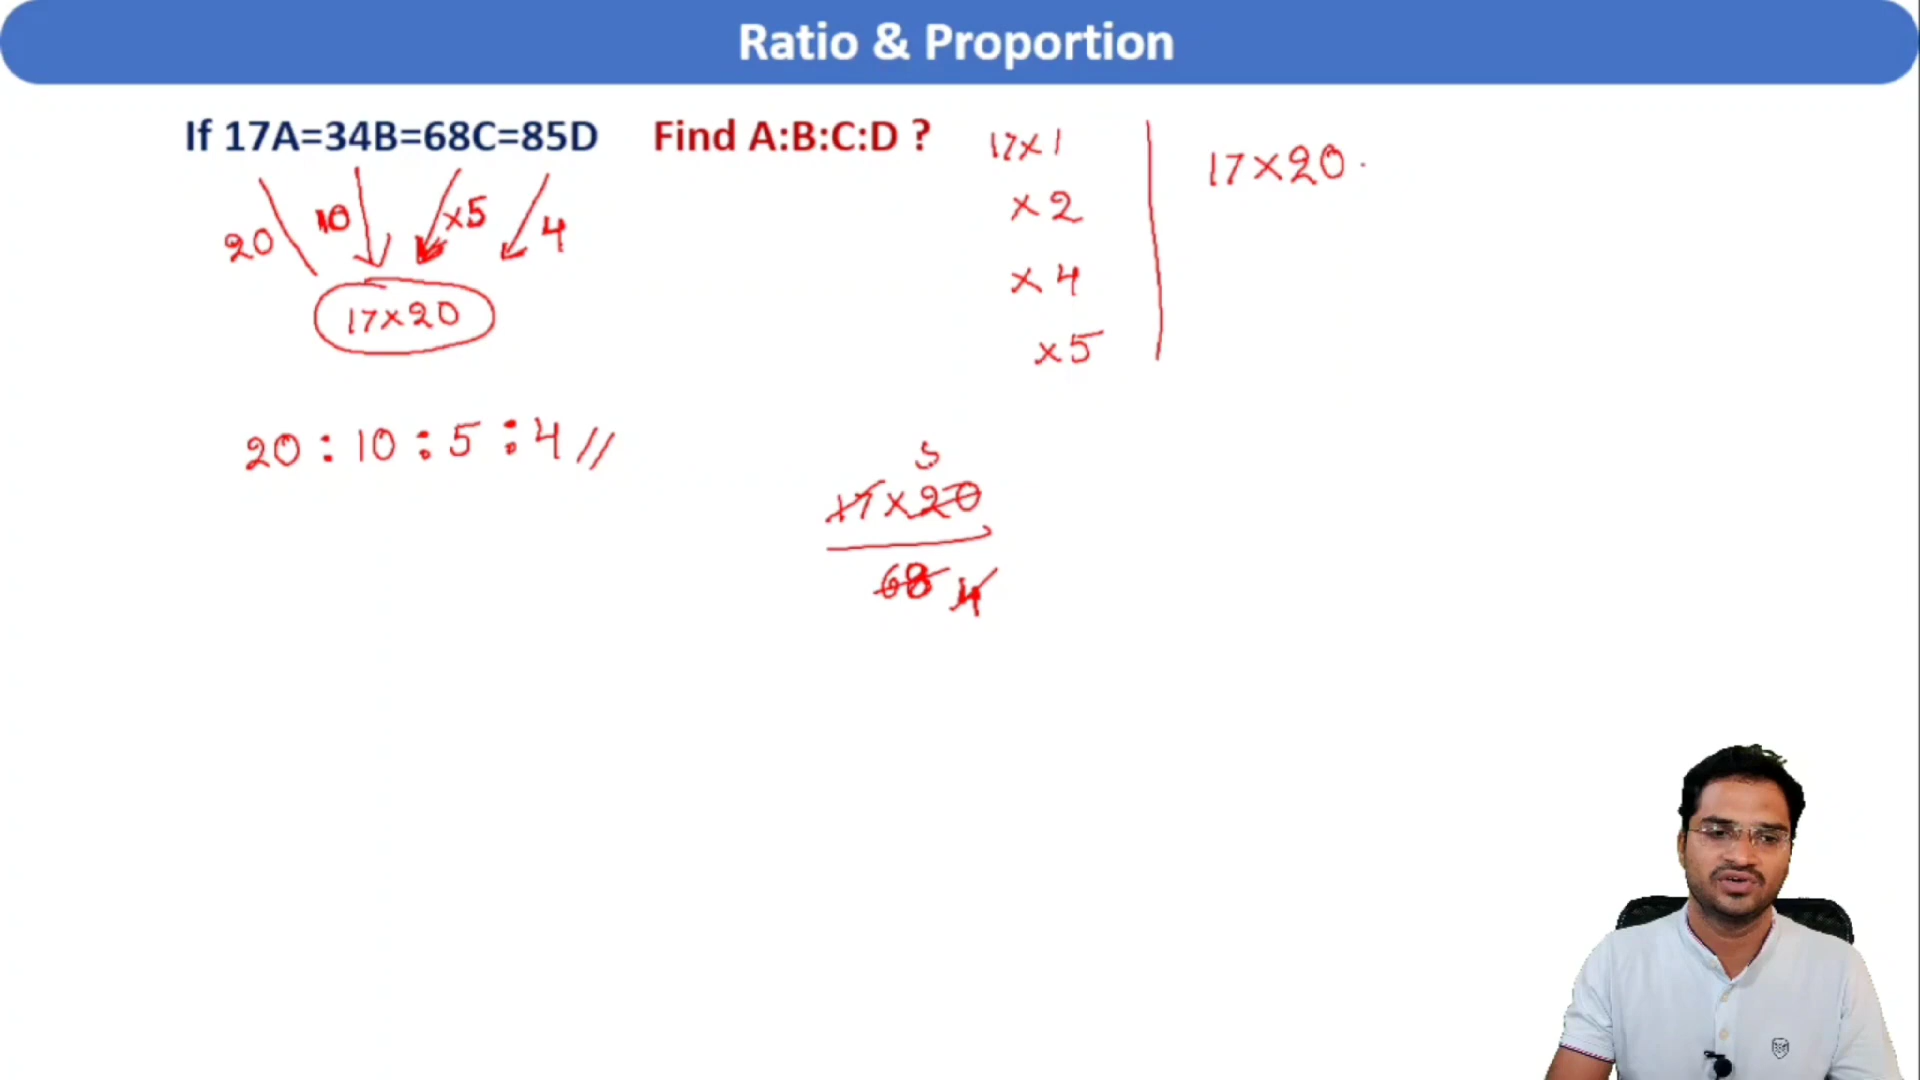 Ratio & Proportion
If 17A=34B=68C=85D Find A:B:C:D ?
17×1
×2
×4
×5
17×20
20 10 ×5 4
17×20
20 : 10 : 5 : 4 //
5
17×20
68 4